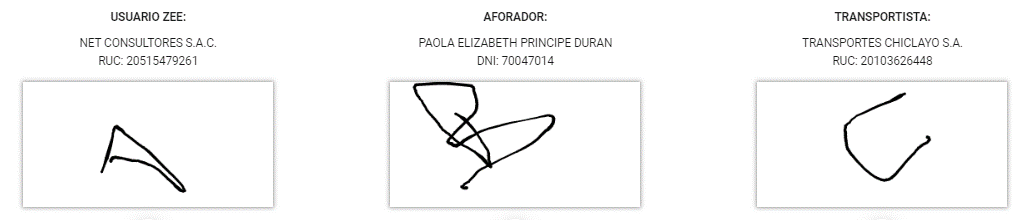 USUARIO ZEE:
NET CONSULTORES S.A.C.
RUC: 20515479261
AFORADOR:
PAOLA ELIZABETH PRINCIPE DURAN
DNI: 70047014
TRANSPORTISTA:
TRANSPORTES CHICLAYO S.A.
RUC: 20103626448